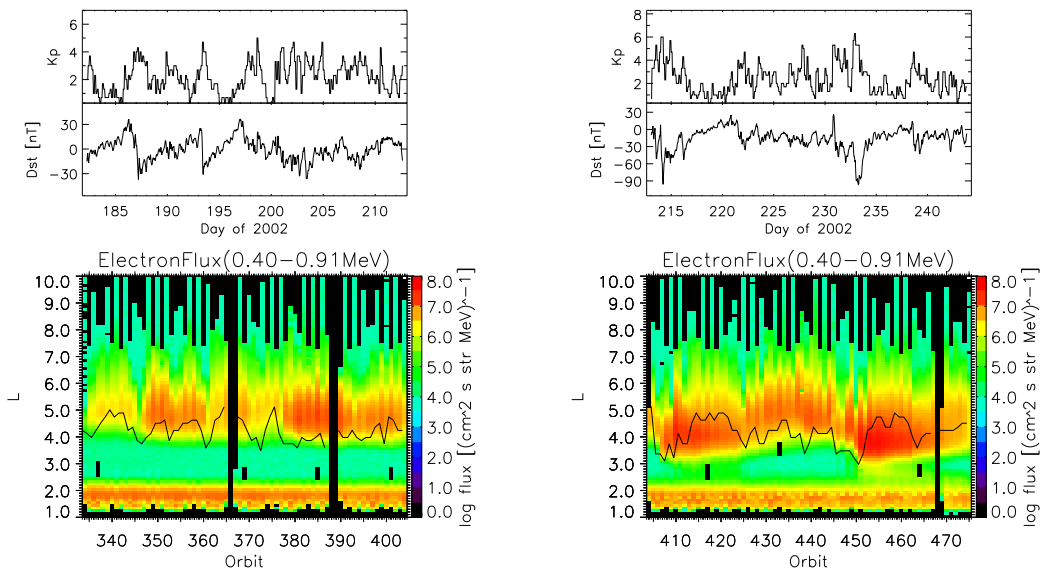 6
4
2
Kp
30
0
−30
Dst [nT]
185 190 195 200 205 210
Day of 2002
8
6
4
2
Kp
30
0
−30
−60
−90
Dst [nT]
215 220 225 230 235 240
Day of 2002
ElectronFlux(0.40−0.91MeV)
10.0
9.0
8.0
7.0
6.0
5.0
4.0
3.0
2.0
1.0
L
340 350 360 370 380 390 400
Orbit
8.0
7.0
6.0
5.0
4.0
3.0
2.0
1.0
0.0
log flux [(cm^2 s str MeV)^−1]
ElectronFlux(0.40−0.91MeV)
10.0
9.0
8.0
7.0
6.0
5.0
4.0
3.0
2.0
1.0
L
410 420 430 440 450 460 470
Orbit
8.0
7.0
6.0
5.0
4.0
3.0
2.0
1.0
0.0
log flux [(cm^2 s str MeV)^−1]